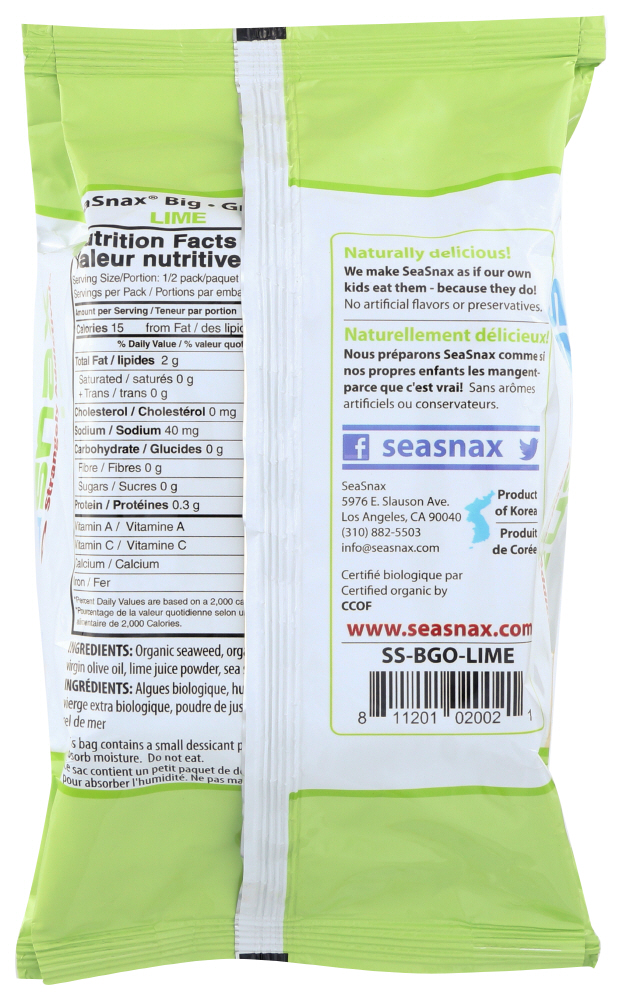 aSnax® Big - G
LIME
utrition Facts
aleur nutritive
Serving Size/Portion: 1/2 pack/paquet
Servings per Pack / Portions par emba
Amount per Serving / Teneur par portion
Calories 15 from Fat / des lipid
% Daily Value / % valeur quot
Total Fat / lipides 2 g
Saturated / saturés 0 g
+ Trans / trans 0 g
Cholesterol / Cholestérol 0 mg
Sodium / Sodium 40 mg
Carbohydrate / Glucides 0 g
Fibre / Fibres 0 g
Sugars / Sucres 0 g
Protein / Protéines 0.3 g
Vitamin A / Vitamine A
Vitamin C / Vitamine C
Calcium / Calcium
Iron / Fer
*Percent Daily Values are based on a 2,000 ca
*Pourcentage de la valeur quotidienne selon u
alimentaire de 2,000 Calories.
INGREDIENTS: Organic seaweed, orga
virgin olive oil, lime juice powder, sea
INGRÉDIENTS: Algues biologique, hu
vierge extra biologique, poudre de jus
sel de mer
s bag contains a small dessicant p
absorb moisture. Do not eat.
Ce sac contient un petit paquet de de
pour absorber l'humidité. Ne pas ma
Naturally delicious!
We make SeaSnax as if our own
kids eat them - because they do!
No artificial flavors or preservatives.
Naturellement délicieux!
Nous préparons SeaSnax comme si
nos propres enfants les mangent-
parce que c'est vrai! Sans arômes
artificiels ou conservateurs.
f seasnax
SeaSnax
5976 E. Slauson Ave.
Los Angeles, CA 90040
(310) 882-5503
info@seasnax.com
Product
of Korea
Produit
de Corée
Certifié biologique par
Certified organic by
CCOF
www.seasnax.com
SS-BGO-LIME
8 11201 02002 1